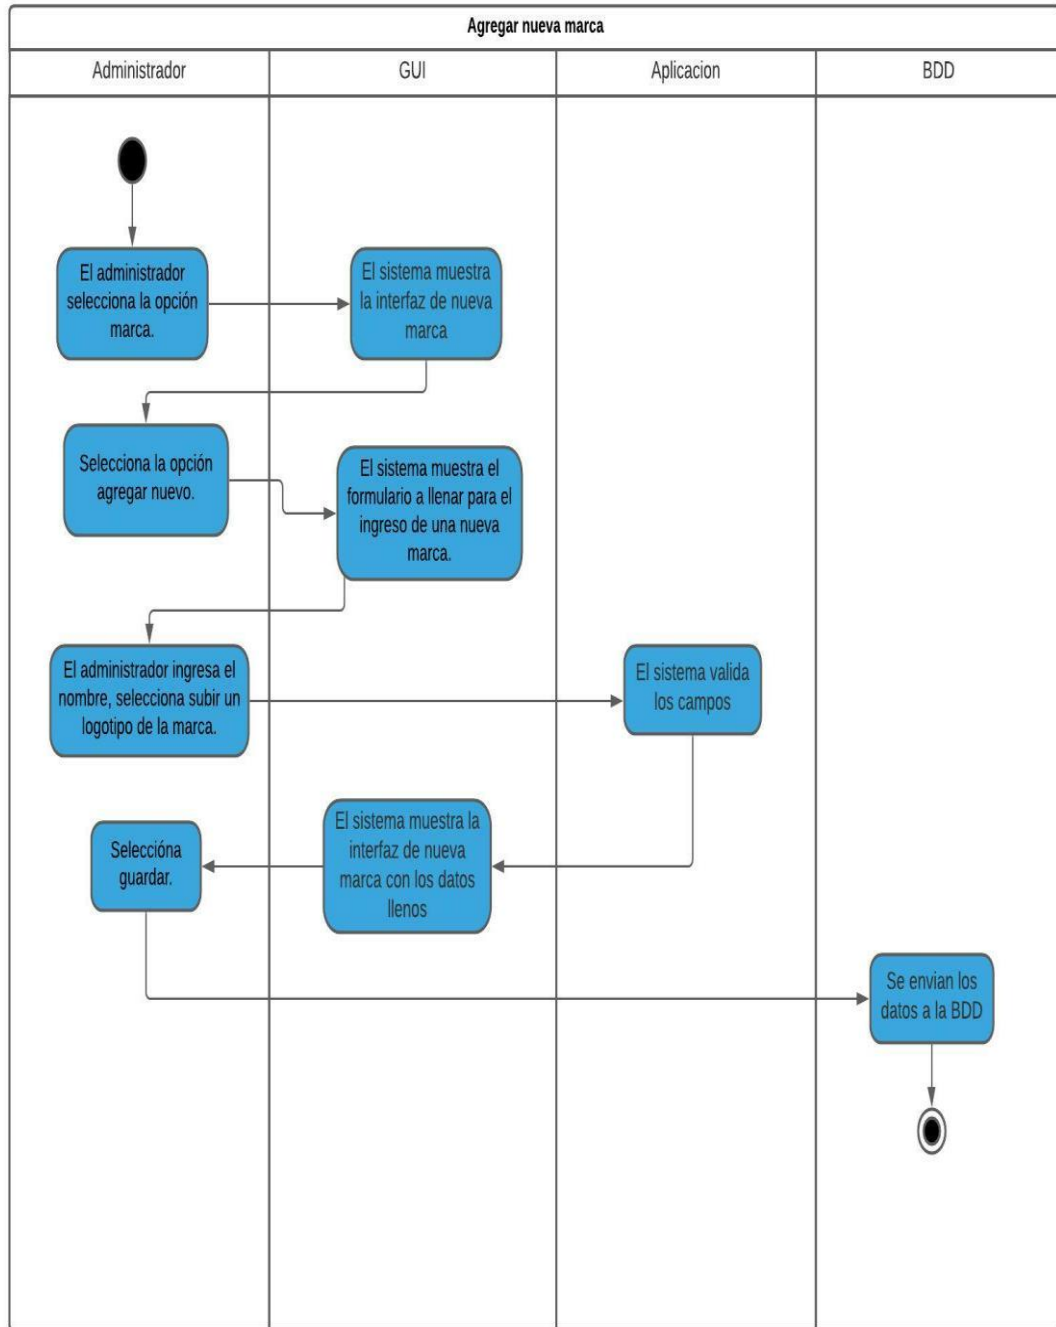 Agregar nueva marca
Administrador
GUI
Aplicacion
BDD
El administrador
selecciona la opción
marca.
El sistema muestra
la interfaz de nueva
marca
Selecciona la opción
agregar nuevo.
El sistema muestra el
formulario a llenar para el
ingreso de una nueva
marca.
El administrador ingresa el
nombre, selecciona subir un
logotipo de la marca.
El sistema valida
los campos
El sistema muestra la
interfaz de nueva
marca con los datos
llenos
Seleccióna
guardar.
Se envian los
datos a la BDD